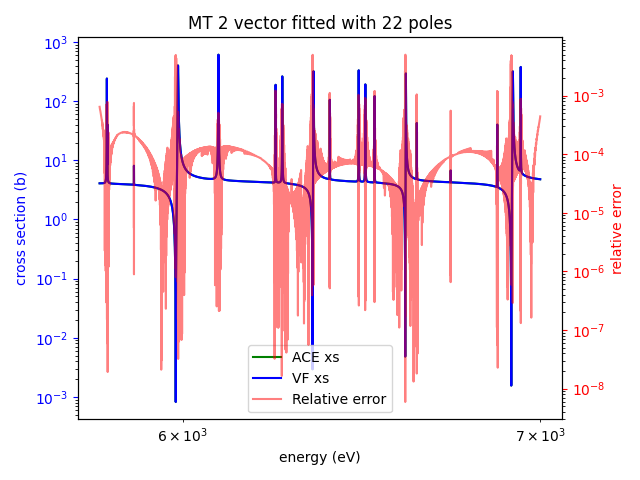 MT 2 vector fitted with 22 poles
10³
10²
10¹
10⁰
10⁻¹
10⁻²
10⁻³
cross section (b)
10⁻³
10⁻⁴
10⁻⁵
10⁻⁶
10⁻⁷
10⁻⁸
relative error
ACE xs
VF xs
Relative error
6 × 10³
7 × 10³
energy (eV)